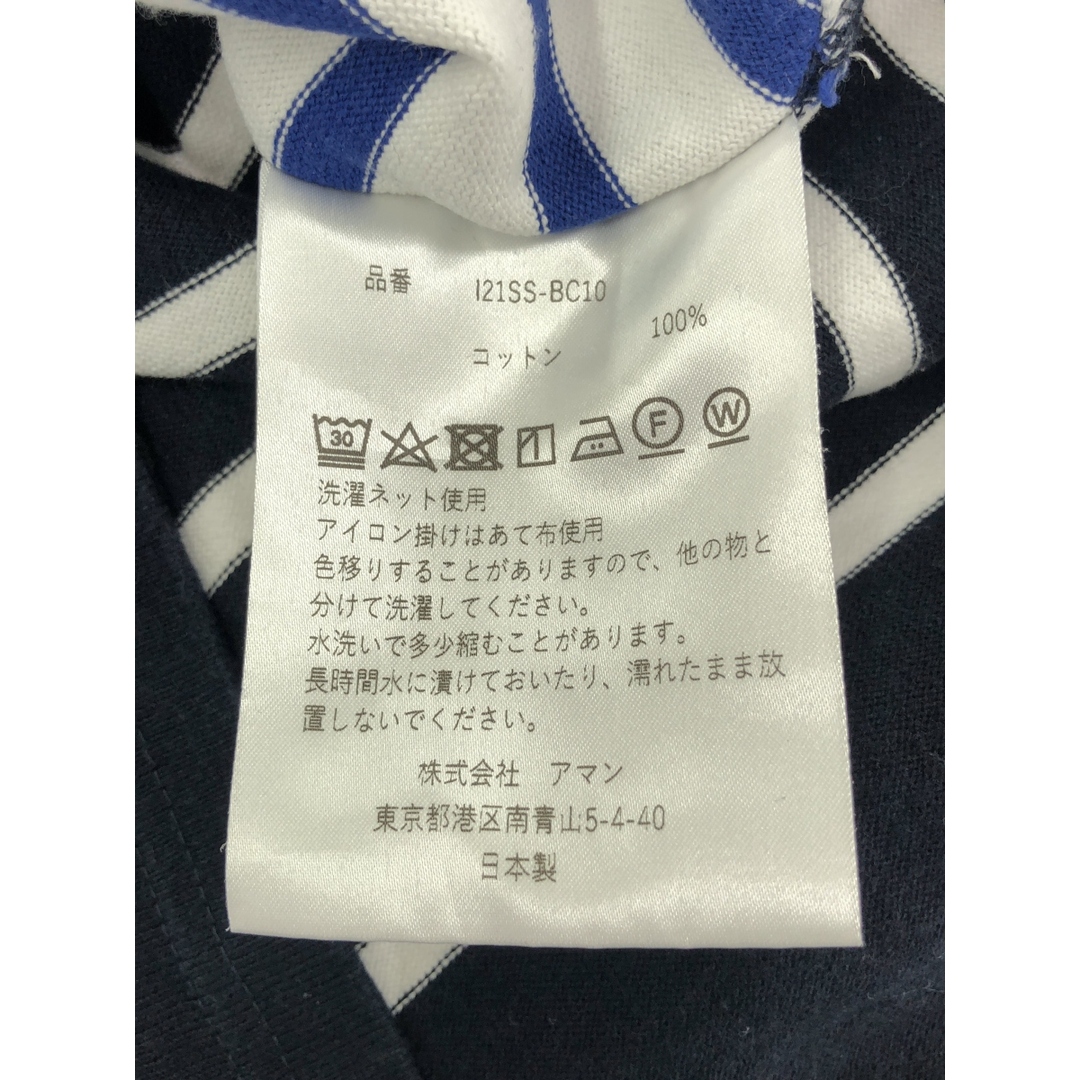 品番 I21SS-BC10
コットン 100%
30 F W
洗濯ネット使用
アイロン掛けはあて布使用
色移りすることがありますので、他の物と
分けて洗濯してください。
水洗いで多少縮むことがあります。
長時間水に漬けておいたり、濡れたまま放
置しないでください。
株式会社 アマン
東京都港区南青山5-4-40
日本製